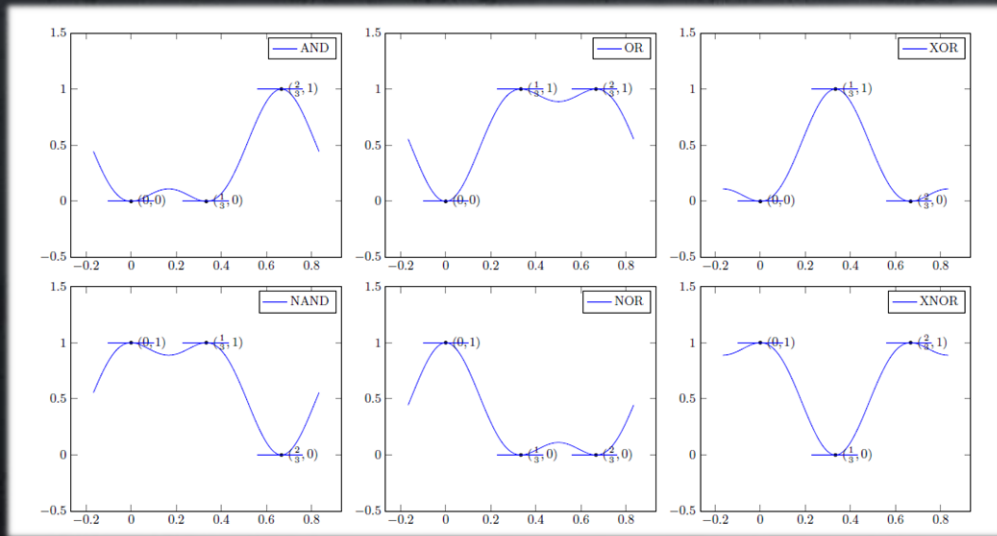 1.5 AND
1 (2/3, 1)
0.5
0 (0, 0) (1/3, 0)
−0.5
−0.2 0 0.2 0.4 0.6 0.8
1.5 OR
1 (1/3, 1) (2/3, 1)
0.5
0 (0, 0)
−0.5
−0.2 0 0.2 0.4 0.6 0.8
1.5 XOR
1 (1/3, 1)
0.5
0 (0, 0) (2/3, 0)
−0.5
−0.2 0 0.2 0.4 0.6 0.8
1.5 NAND
1 (0, 1) (1/3, 1)
0.5
0 (2/3, 0)
−0.5
−0.2 0 0.2 0.4 0.6 0.8
1.5 NOR
1 (0, 1)
0.5
0 (1/3, 0) (2/3, 0)
−0.5
−0.2 0 0.2 0.4 0.6 0.8
1.5 XNOR
1 (0, 1) (2/3, 1)
0.5
0 (1/3, 0)
−0.5
−0.2 0 0.2 0.4 0.6 0.8